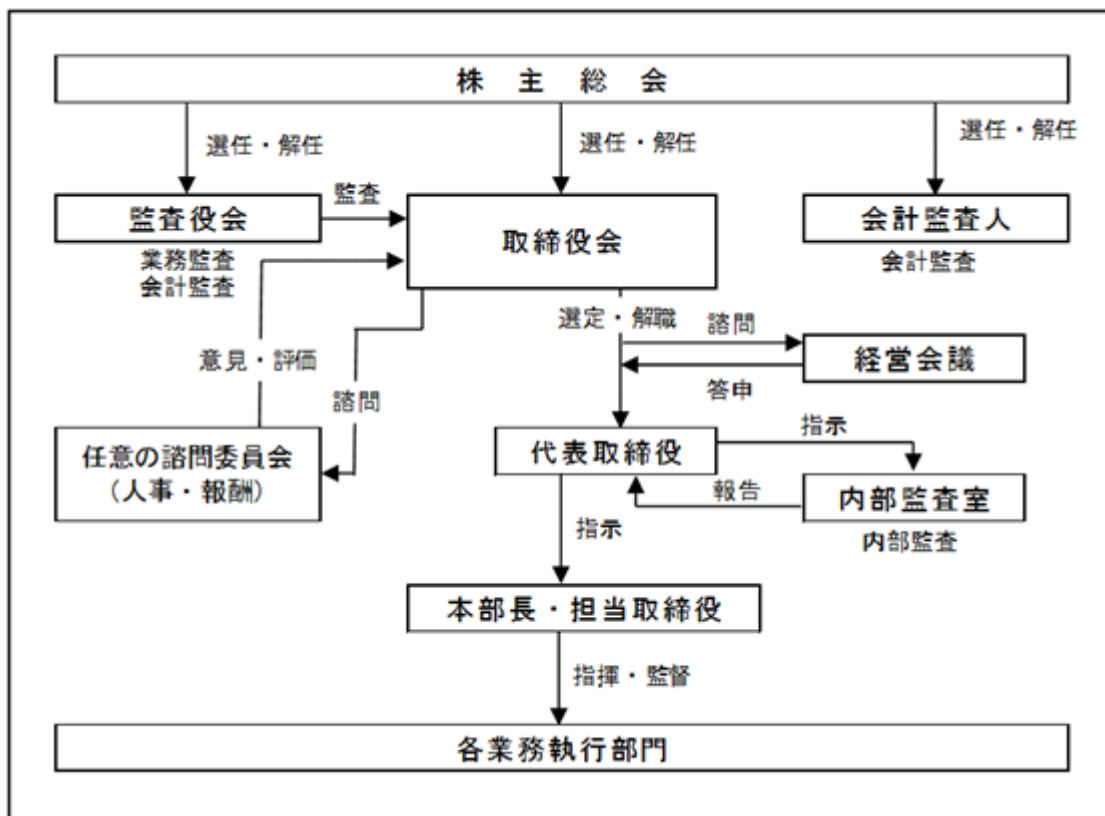 株 主 総 会
選任・解任
選任・解任
選任・解任
監査役会
監査
取締役会
会計監査人
業務監査
会計監査
会計監査
選定・解職
諮問
意見・評価
経営会議
諮問
答申
任意の諮問委員会
(人事・報酬)
代表取締役
指示
報告
内部監査室
指示
内部監査
本部長・担当取締役
指揮・監督
各業務執行部門